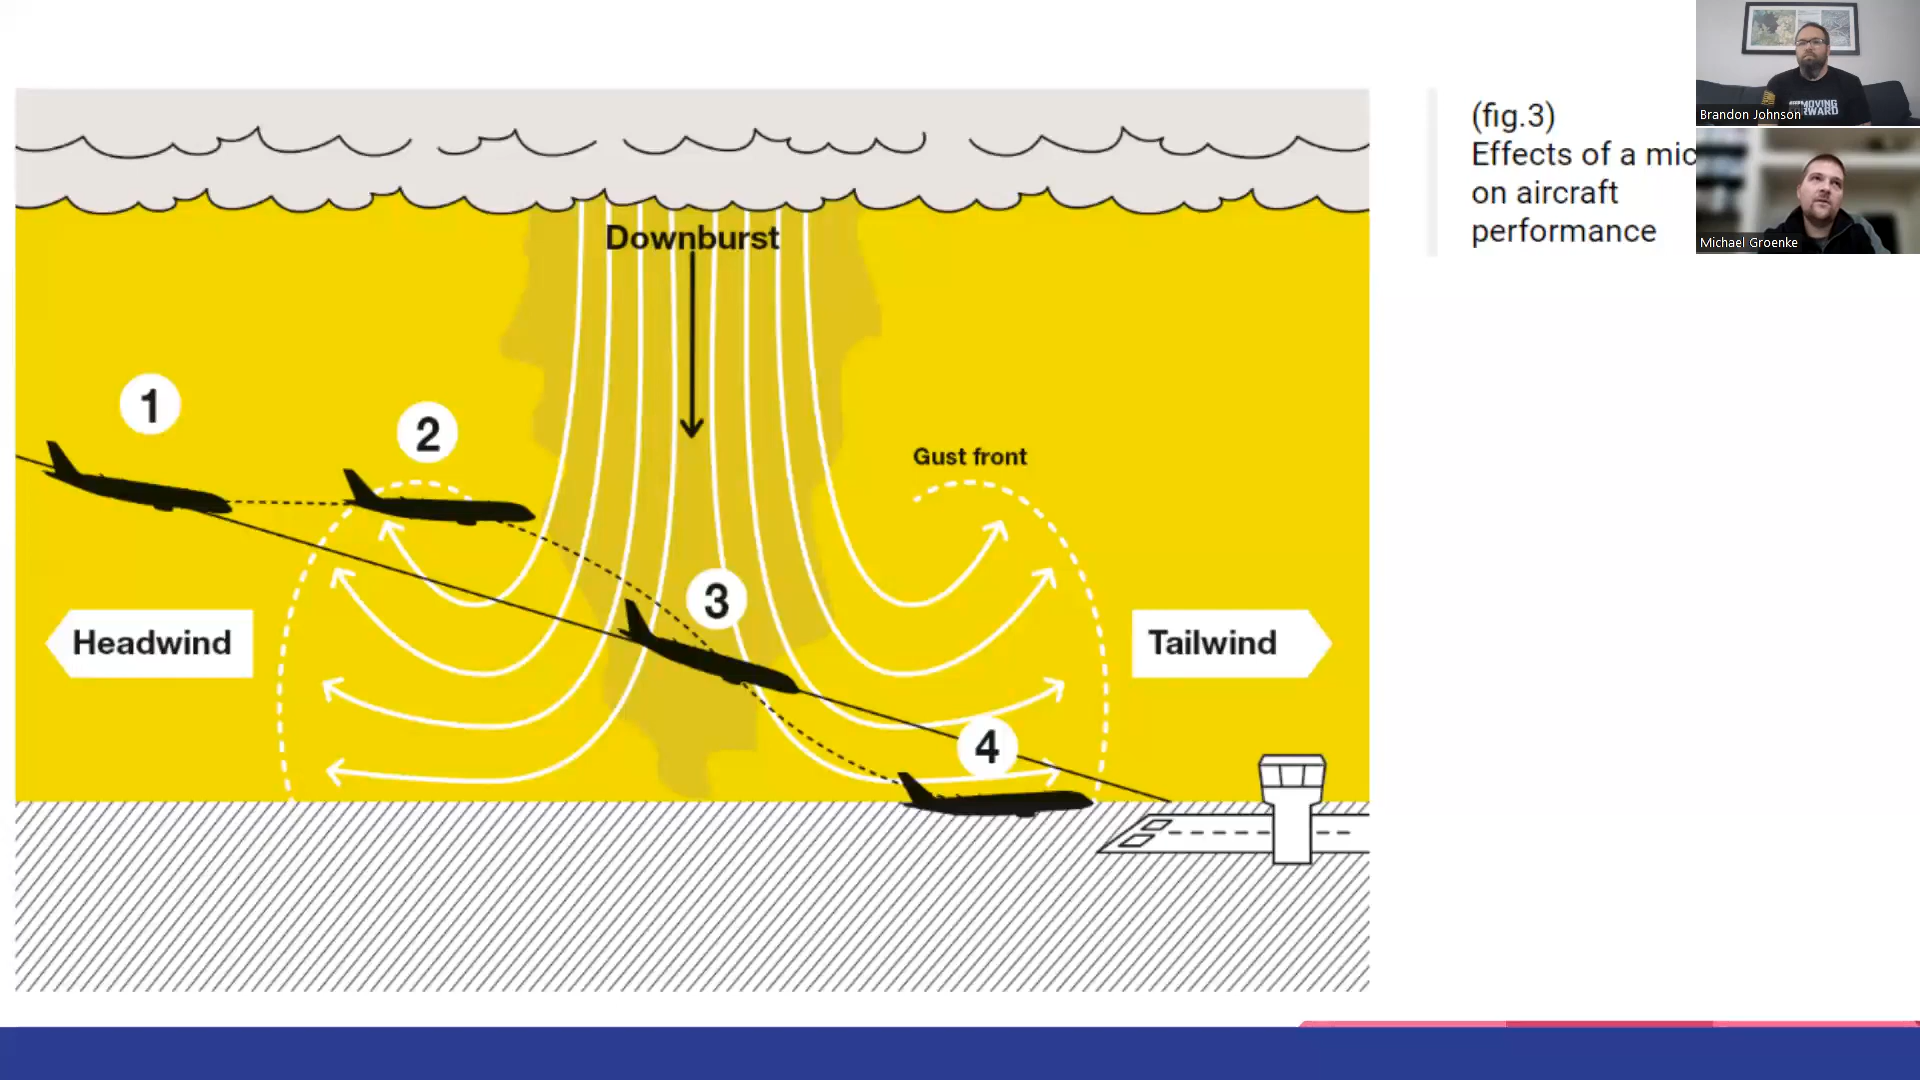 (fig.3)
Effects of a mic
on aircraft
performance
Brandon Johnson
MOVING
Michael Groenke
Downburst
1
2
Gust front
3
Headwind
Tailwind
4